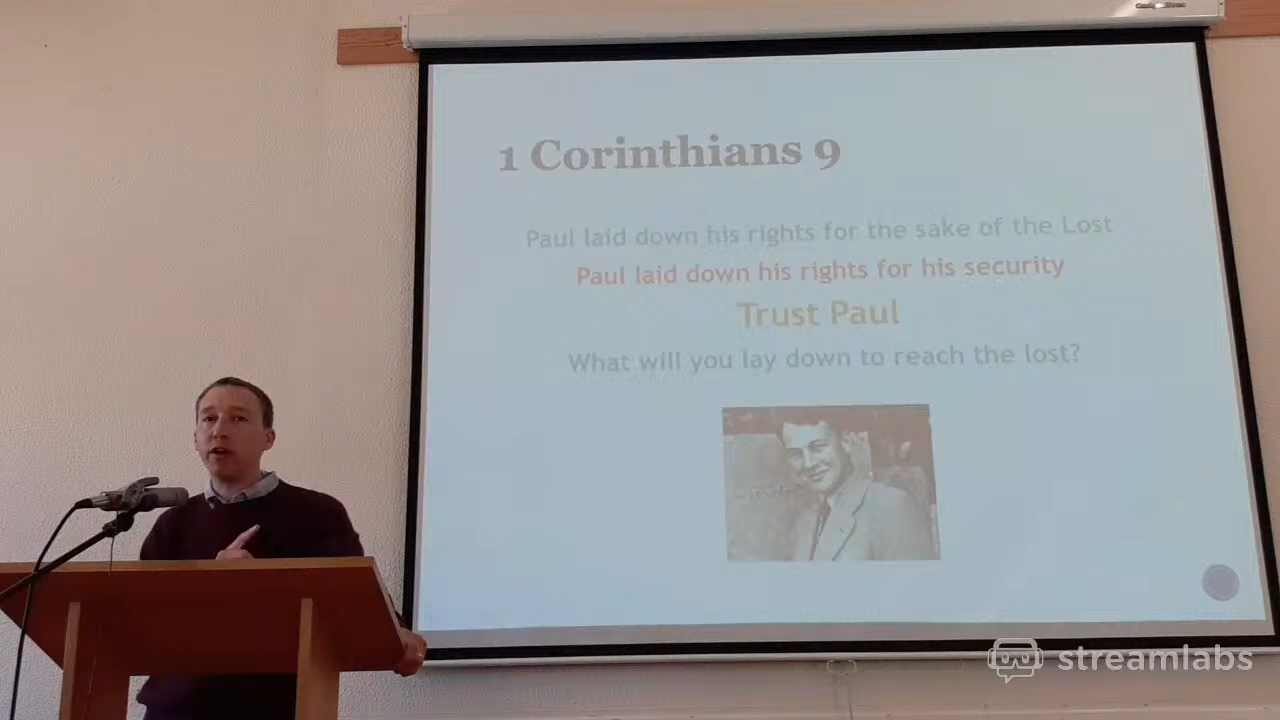 1 Corinthians 9
Paul laid down his rights for the sake of the Lost
Paul laid down his rights for his security
Trust Paul
What will you lay down to reach the lost?
streamlabs